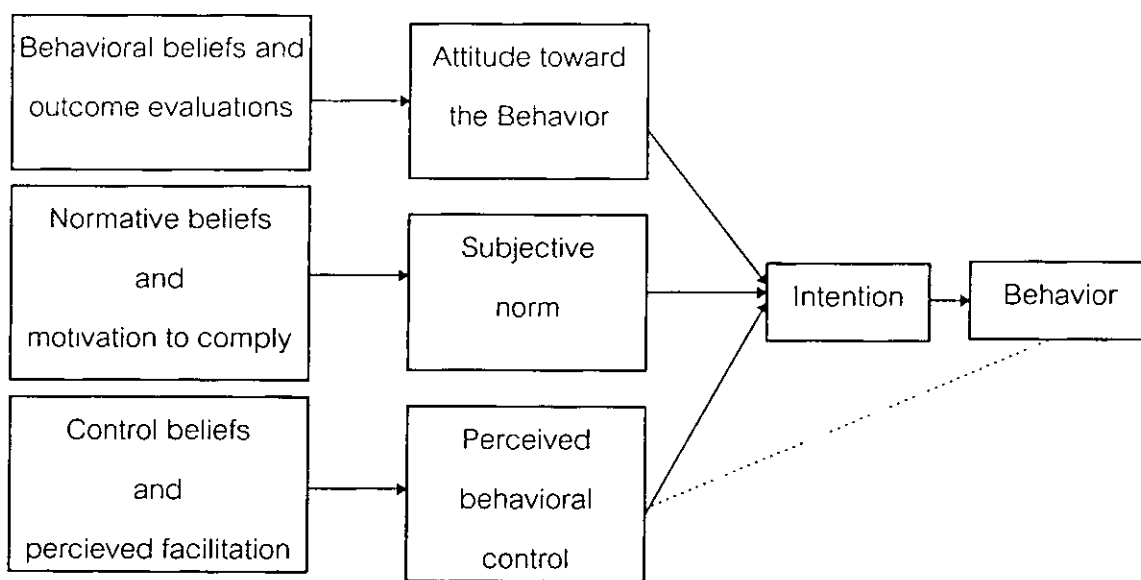 Behavioral beliefs and
outcome evaluations
Attitude toward
the Behavior
Normative beliefs
and
motivation to comply
Subjective
norm
Intention
Behavior
Control beliefs
and
percieved facilitation
Perceived
behavioral
control